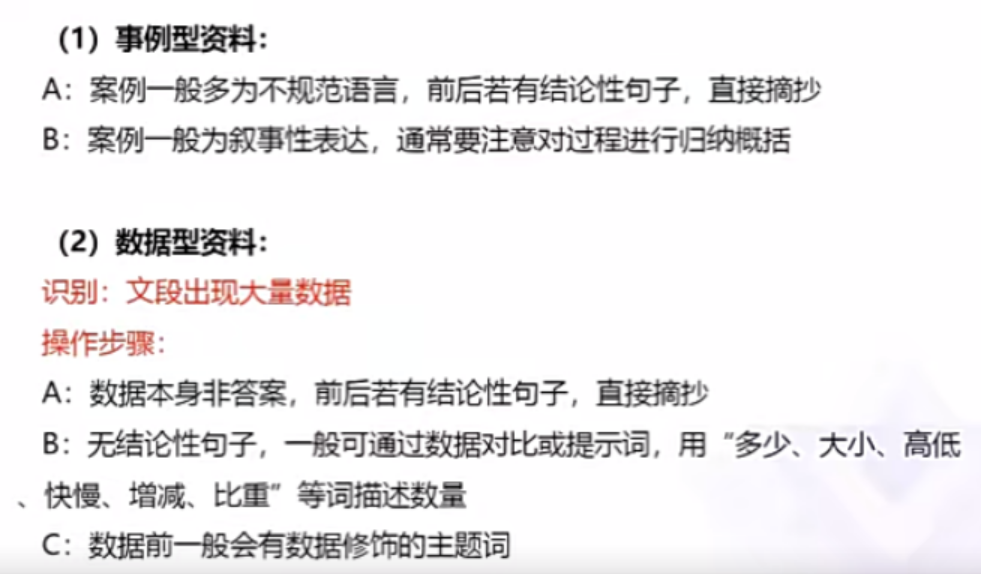 （1）事例型资料：
A：案例一般多为不规范语言，前后若有结论性句子，直接摘抄
B：案例一般为叙事性表达，通常要注意对过程进行归纳概括
（2）数据型资料：
识别：文段出现大量数据
操作步骤：
A：数据本身非答案，前后若有结论性句子，直接摘抄
B：无结论性句子，一般可通过数据对比或提示词，用“多少、大小、高低
、快慢、增减、比重”等词描述数量
C：数据前一般会有数据修饰的主题词